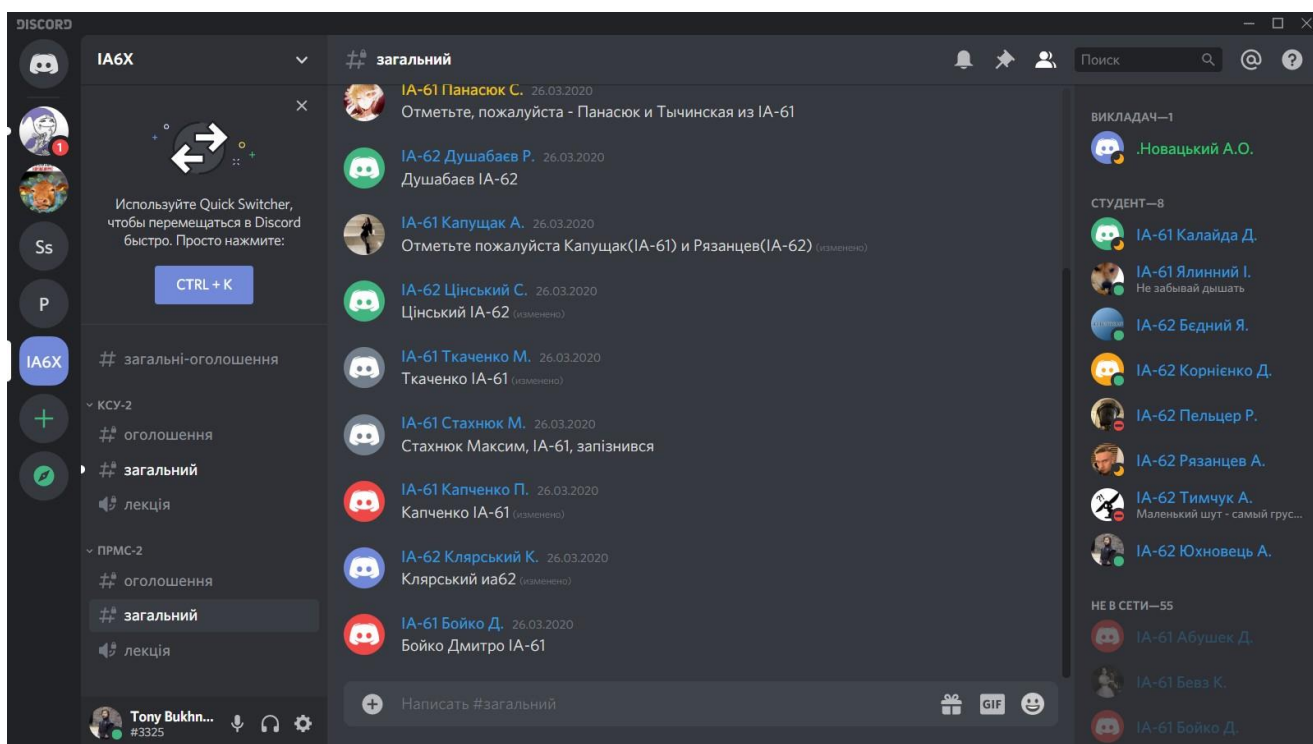 DISCORD
IA6X
загальний
Поиск
Используйте Quick Switcher,
чтобы перемещаться в Discord
быстро. Просто нажмите:
CTRL + K
1
Ss
P
IA6X
загальні-оголошення
КСУ-2
оголошення
загальний
лекція
ПРМС-2
оголошення
загальний
лекція
Tony Bukhn...
#3325
ІА-61 Панасюк С. 26.03.2020
Отметьте, пожалуйста - Панасюк и Тычинская из ІА-61
ІА-62 Душабаєв Р. 26.03.2020
Душабаєв ІА-62
ІА-61 Капущак А. 26.03.2020
Отметьте пожалуйста Капущак(ІА-61) и Рязанцев(ІА-62) (изменено)
ІА-62 Цінський С. 26.03.2020
Цінський ІА-62 (изменено)
ІА-61 Ткаченко М. 26.03.2020
Ткаченко ІА-61 (изменено)
ІА-61 Стахнюк М. 26.03.2020
Стахнюк Максим, ІА-61, запізнився
ІА-61 Капченко П. 26.03.2020
Капченко ІА-61 (изменено)
ІА-62 Клярський К. 26.03.2020
Клярський иа62 (изменено)
ІА-61 Бойко Д. 26.03.2020
Бойко Дмитро ІА-61
Написать #загальний
GIF
ВИКЛАДАЧ—1
.Новацький А.О.
СТУДЕНТ—8
ІА-61 Калайда Д.
ІА-61 Ялинний І.
Не забывай дышать
ІА-62 Бєдний Я.
ІА-62 Корнієнко Д.
ІА-62 Пельцер Р.
ІА-62 Рязанцев А.
ІА-62 Тимчук А.
Маленький шут - самый грус...
ІА-62 Юхновець А.
НЕ В СЕТИ—55
ІА-61 Абушек Д.
ІА-61 Бевз К.
ІА-61 Бойко Д.